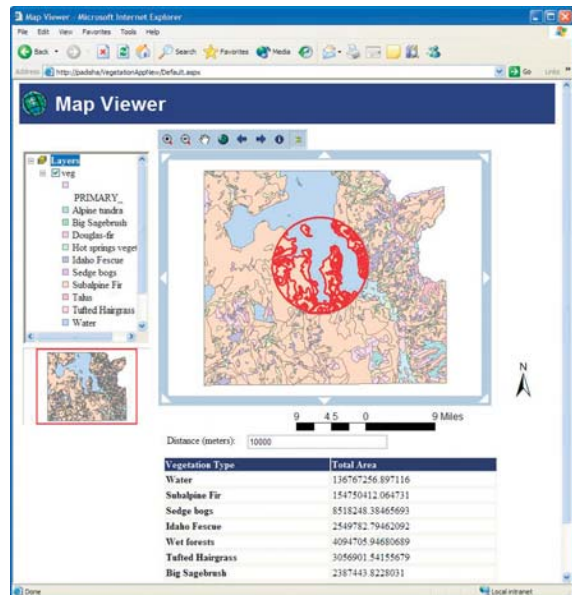 Map Viewer - Microsoft Internet Explorer
File Edit View Favorites Tools Help
Back Search Favorites Media
Address http://padisha/VegetationAppNew/Default.aspx Go Links »
Map Viewer
Layers
veg
PRIMARY_
Alpine tundra
Big Sagebrush
Douglas-fir
Hot springs veget
Idaho Fescue
Sedge bogs
Subalpine Fir
Talus
Tufted Hairgrass
Water
N
9 4.5 0 9 Miles
Distance (meters): 10000
Vegetation Type Total Area
Water 136767256.897116
Subalpine Fir 154750412.064731
Sedge bogs 8518248.38465693
Idaho Fescue 2549782.79462092
Wet forests 4094705.94680689
Tufted Hairgrass 3056901.54155679
Big Sagebrush 2387443.8228031
Done Local intranet